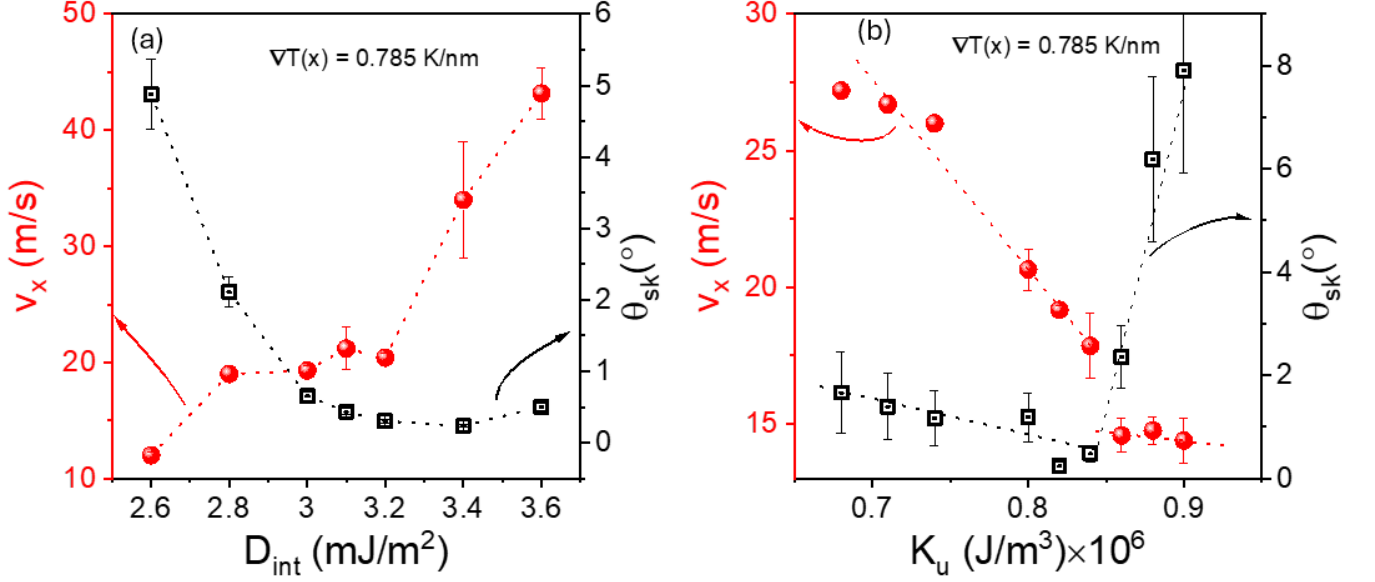 (a)
∇T(x) = 0.785 K/nm
50
40
30
20
10
v_x (m/s)
6
5
4
3
2
1
0
θ_sk(°)
2.6 2.8 3 3.2 3.4 3.6
D_int (mJ/m²)
(b)
∇T(x) = 0.785 K/nm
30
25
20
15
v_x (m/s)
8
6
4
2
0
θ_sk(°)
0.7 0.8 0.9
K_u (J/m³)×10⁶